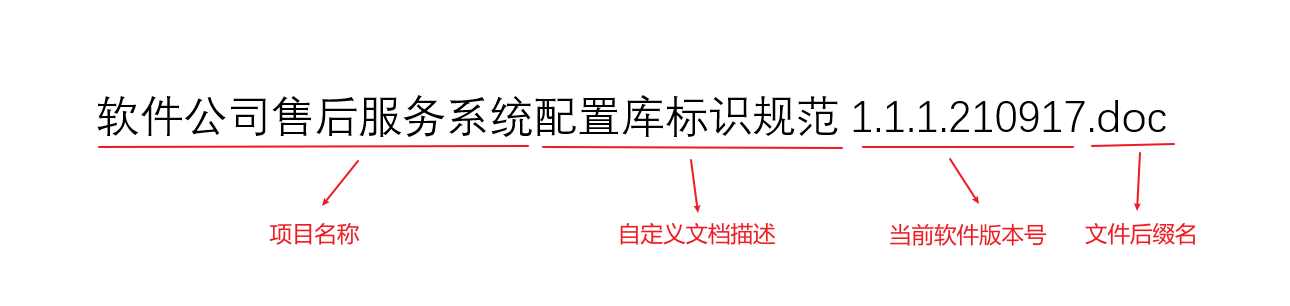 软件公司售后服务系统配置库标识规范 1.1.1.210917.doc
项目名称 自定义文档描述 当前软件版本号 文件后缀名